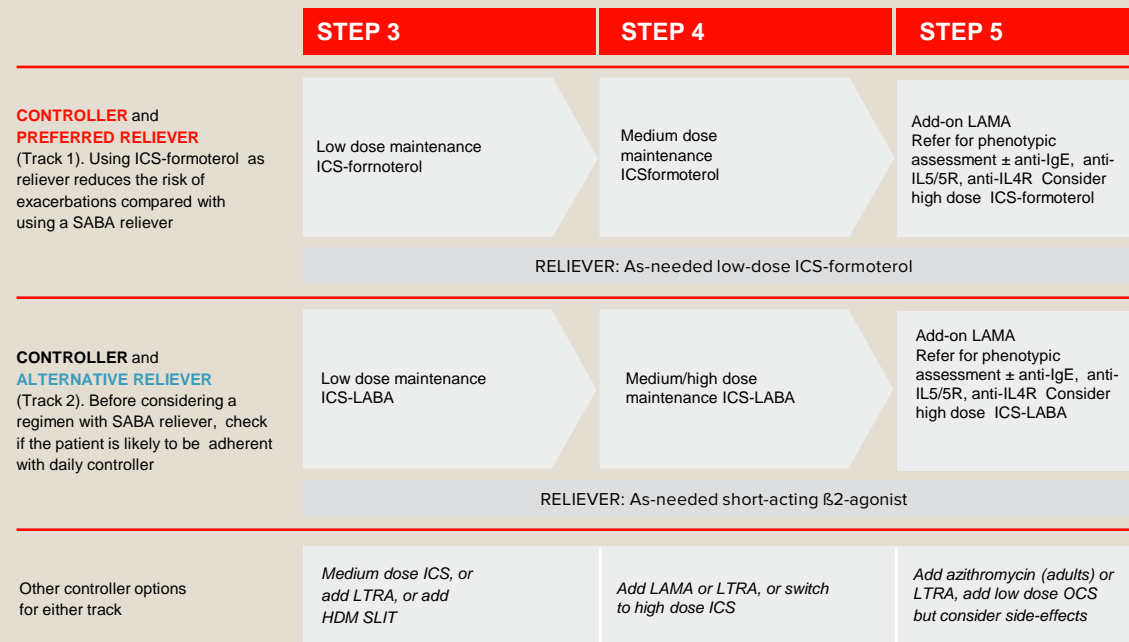 STEP 3
STEP 4
STEP 5
CONTROLLER and
PREFERRED RELIEVER
(Track 1). Using ICS-formoterol as
reliever reduces the risk of
exacerbations compared with
using a SABA reliever
Low dose maintenance
ICS-forrnoterol
Medium dose
maintenance
ICSformoterol
Add-on LAMA
Refer for phenotypic
assessment ± anti-IgE, anti-
IL5/5R, anti-IL4R Consider
high dose ICS-formoterol
RELIEVER: As-needed low-dose ICS-formoterol
CONTROLLER and
ALTERNATIVE RELIEVER
(Track 2). Before considering a
regimen with SABA reliever, check
if the patient is likely to be adherent
with daily controller
Low dose maintenance
ICS-LABA
Medium/high dose
maintenance ICS-LABA
Add-on LAMA
Refer for phenotypic
assessment ± anti-IgE, anti-
IL5/5R, anti-IL4R Consider
high dose ICS-LABA
RELIEVER: As-needed short-acting ß2-agonist
Other controller options
for either track
Medium dose ICS, or
add LTRA, or add
HDM SLIT
Add LAMA or LTRA, or switch
to high dose ICS
Add azithromycin (adults) or
LTRA, add low dose OCS
but consider side-effects